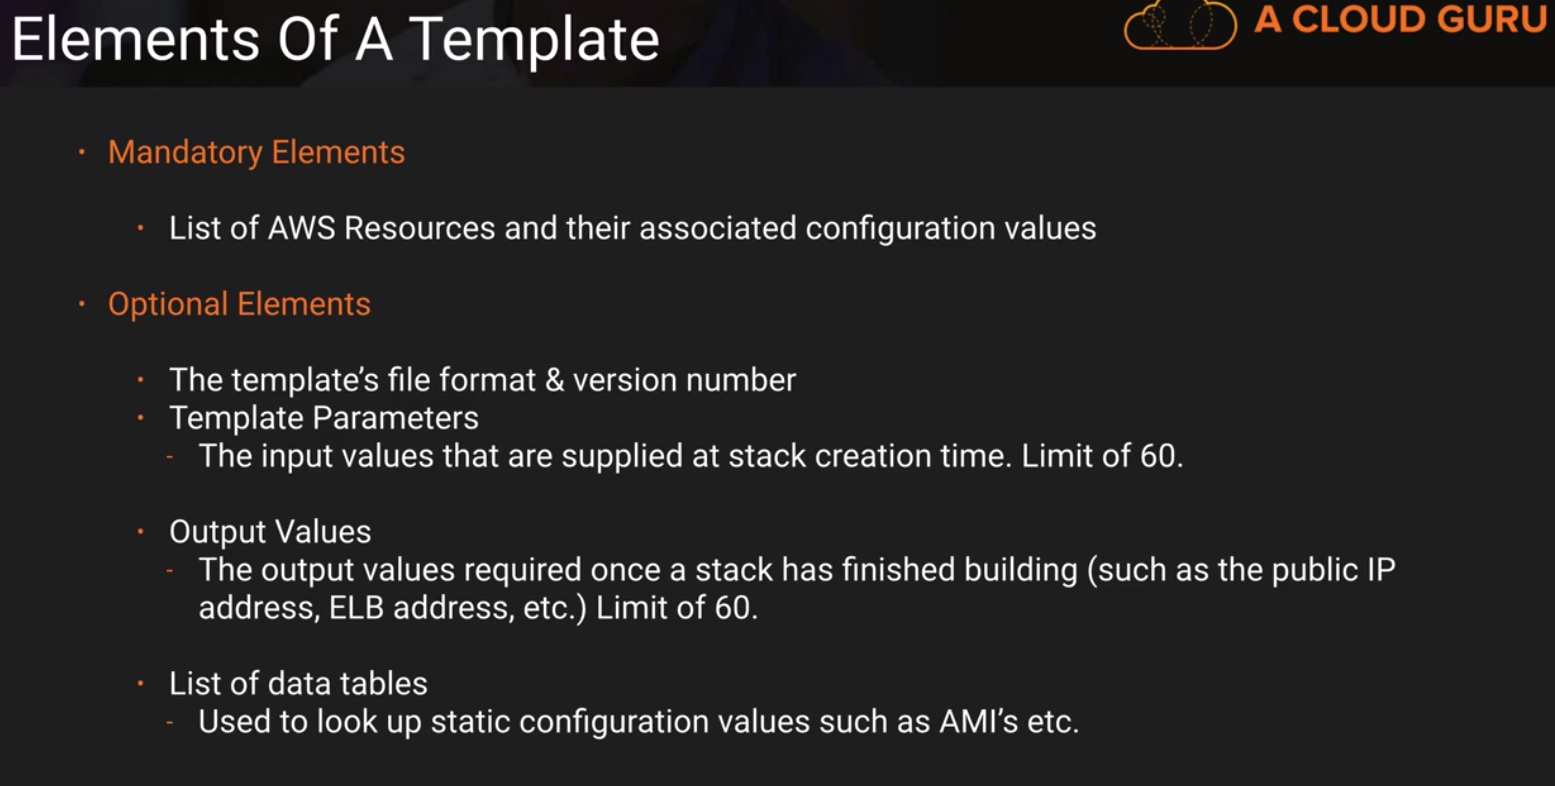 Elements Of A Template
A CLOUD GURU
· Mandatory Elements
· List of AWS Resources and their associated configuration values
· Optional Elements
· The template’s file format & version number
· Template Parameters
- The input values that are supplied at stack creation time. Limit of 60.
· Output Values
- The output values required once a stack has finished building (such as the public IP
address, ELB address, etc.) Limit of 60.
· List of data tables
- Used to look up static configuration values such as AMI’s etc.